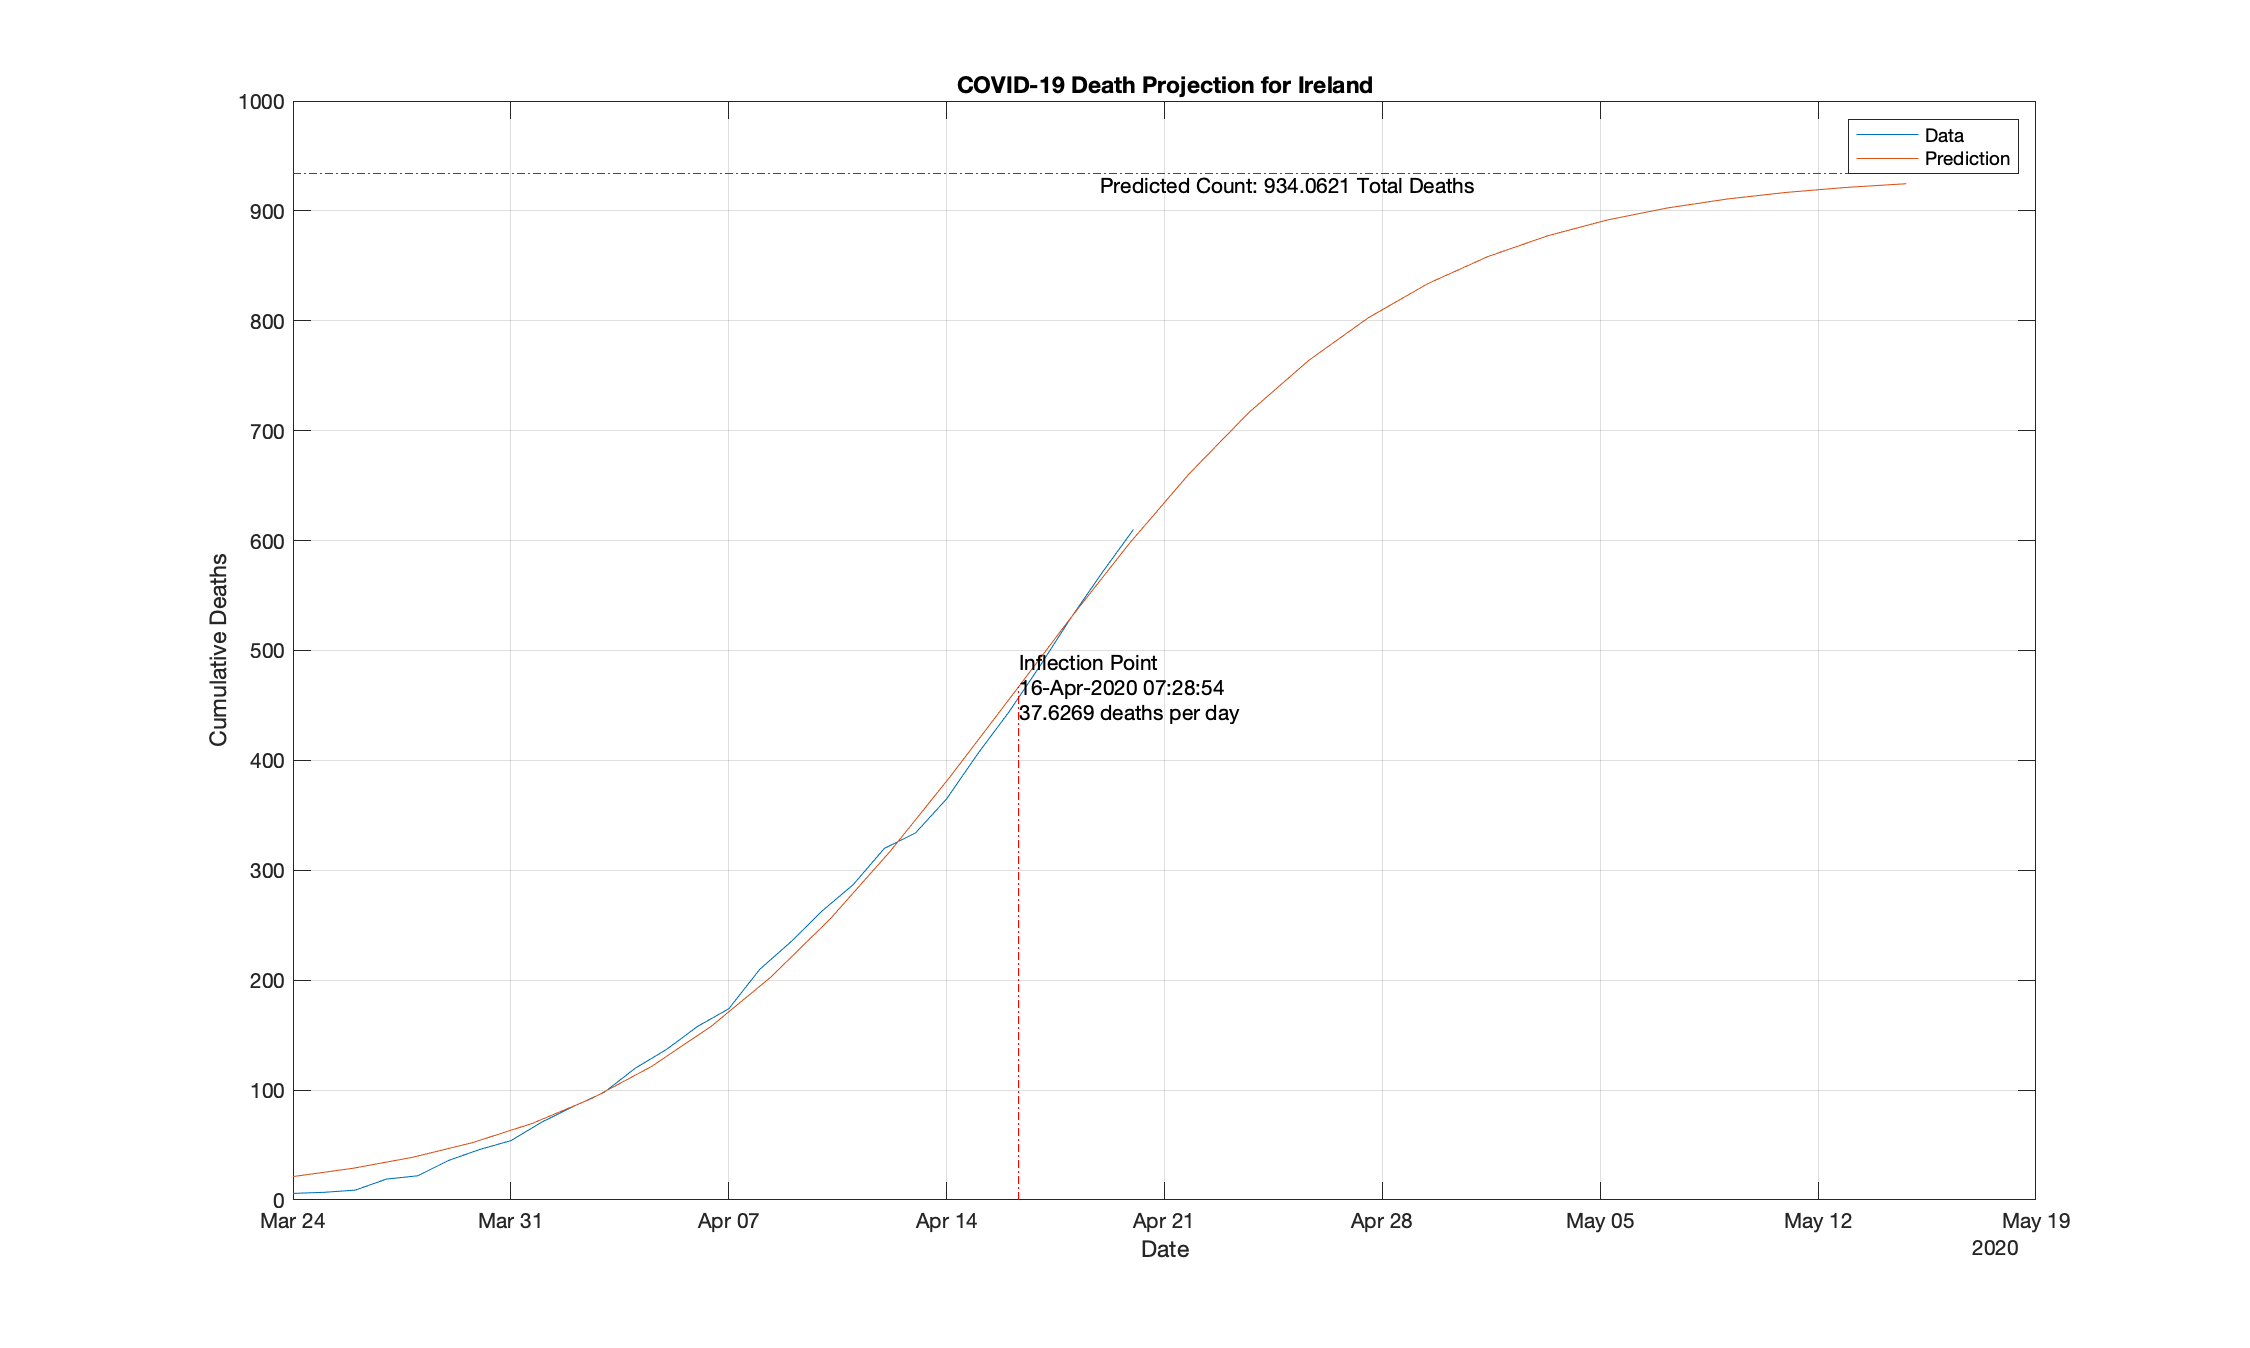 COVID-19 Death Projection for Ireland
1000
900
800
700
600
500
400
300
200
100
0
Cumulative Deaths
Data
Prediction
Predicted Count: 934.0621 Total Deaths
Inflection Point
16-Apr-2020 07:28:54
37.6269 deaths per day
Mar 24 Mar 31 Apr 07 Apr 14 Apr 21 Apr 28 May 05 May 12 May 19
Date
2020